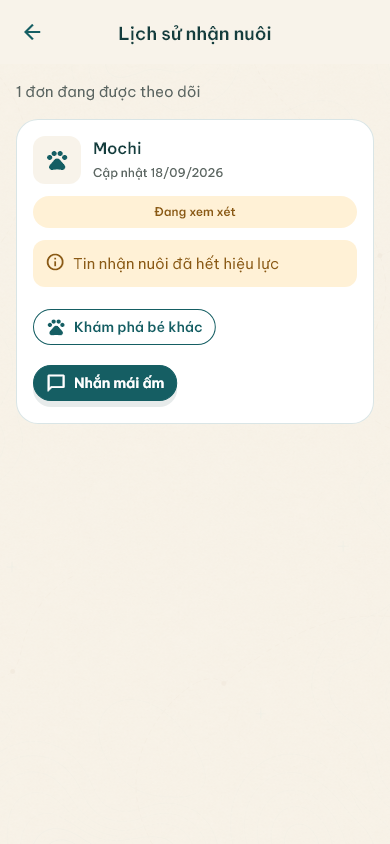 Lịch sử nhận nuôi
1 đơn đang được theo dõi
Mochi
Cập nhật 18/09/2026
Đang xem xét
Tin nhận nuôi đã hết hiệu lực
Khám phá bé khác
Nhắn mái ấm